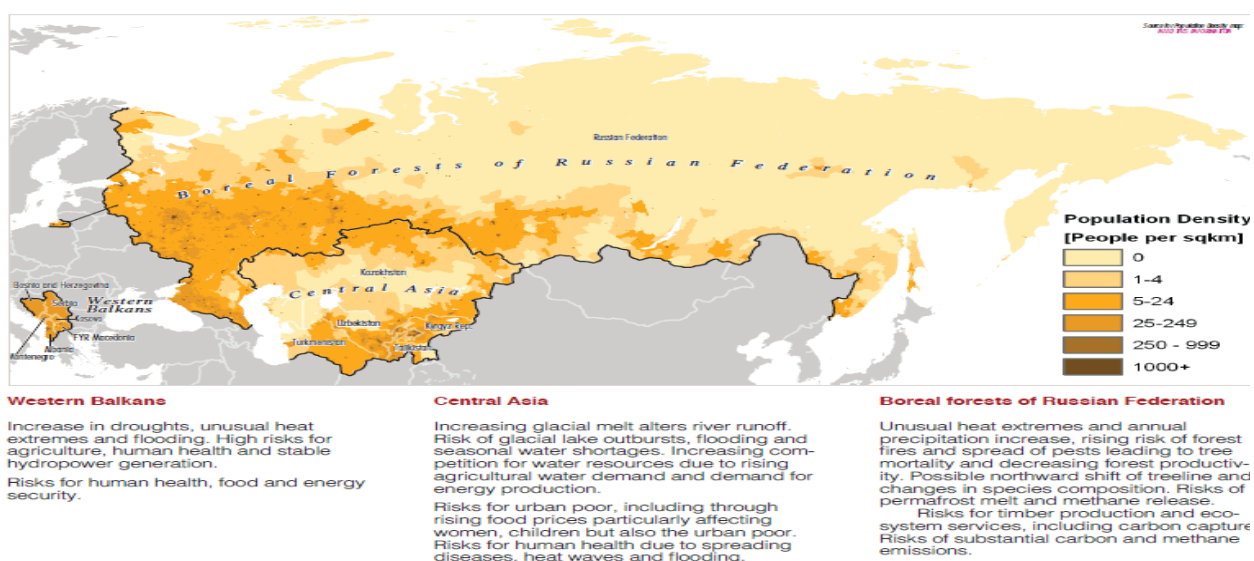 Source for Population Density map:
Russian Federation
Boreal Forests of Russian Federation
Population Density
[People per sqkm]
0
1-4
5-24
25-249
250 - 999
1000+
Kazakhstan
Central Asia
Bosnia and Herzegovina
Serbia
Western
Balkans
Kosovo
FYR Macedonia
Albania
Montenegro
Uzbekistan
Kyrgyz Rep.
Turkmenistan
Tajikistan
Western Balkans
Increase in droughts, unusual heat
extremes and flooding. High risks for
agriculture, human health and stable
hydropower generation.
Risks for human health, food and energy
security.
Central Asia
Increasing glacial melt alters river runoff.
Risk of glacial lake outbursts, flooding and
seasonal water shortages. Increasing com-
petition for water resources due to rising
agricultural water demand and demand for
energy production.
Risks for urban poor, including through
rising food prices particularly affecting
women, children but also the urban poor.
Risks for human health due to spreading
diseases, heat waves and flooding.
Boreal forests of Russian Federation
Unusual heat extremes and annual
precipitation increase, rising risk of forest
fires and spread of pests leading to tree
mortality and decreasing forest productiv-
ity. Possible northward shift of treeline and
changes in species composition. Risks of
permafrost melt and methane release.
Risks for timber production and eco-
system services, including carbon capture.
Risks of substantial carbon and methane
emissions.